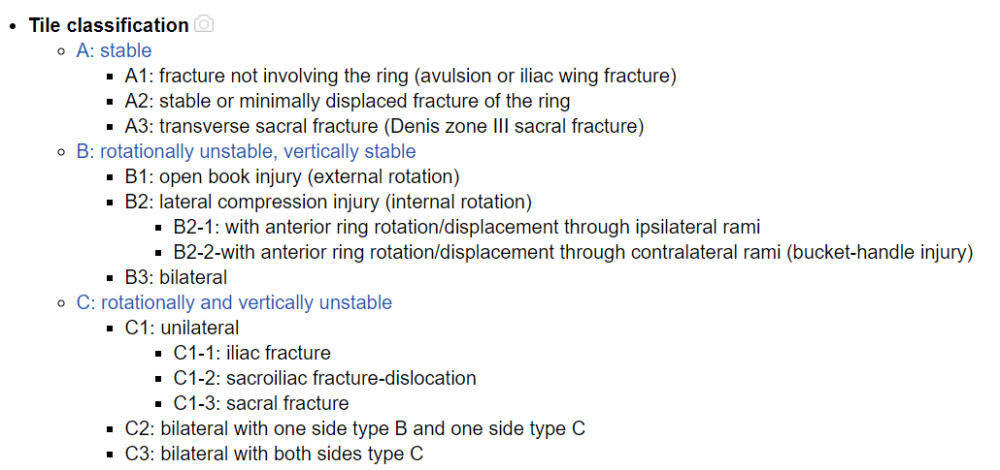 Tile classification
A: stable
A1: fracture not involving the ring (avulsion or iliac wing fracture)
A2: stable or minimally displaced fracture of the ring
A3: transverse sacral fracture (Denis zone III sacral fracture)
B: rotationally unstable, vertically stable
B1: open book injury (external rotation)
B2: lateral compression injury (internal rotation)
B2-1: with anterior ring rotation/displacement through ipsilateral rami
B2-2-with anterior ring rotation/displacement through contralateral rami (bucket-handle injury)
B3: bilateral
C: rotationally and vertically unstable
C1: unilateral
C1-1: iliac fracture
C1-2: sacroiliac fracture-dislocation
C1-3: sacral fracture
C2: bilateral with one side type B and one side type C
C3: bilateral with both sides type C